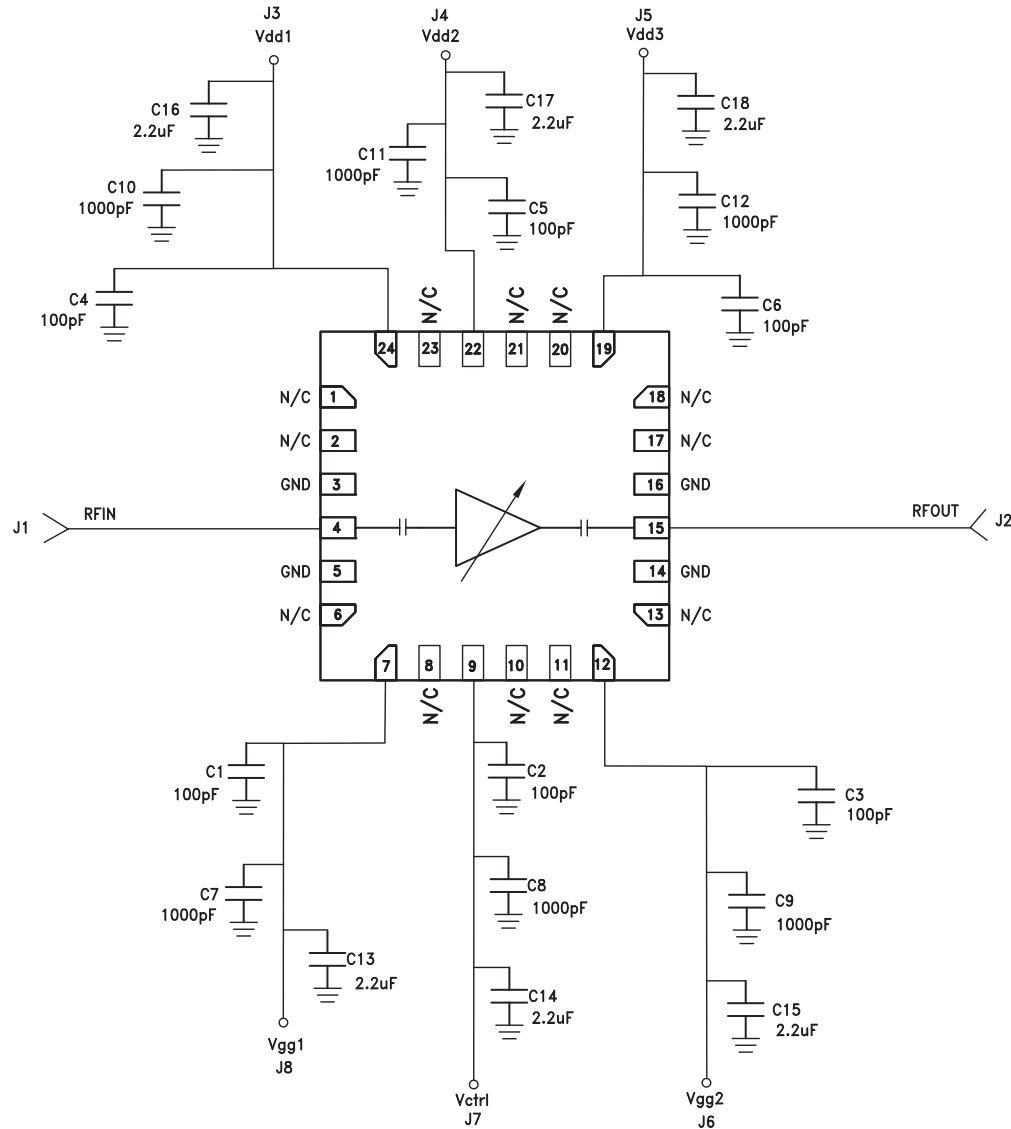 J3
Vdd1
J4
Vdd2
J5
Vdd3
C16
2.2uF
C17
2.2uF
C18
2.2uF
C11
1000pF
C10
1000pF
C5
100pF
C12
1000pF
C4
100pF
C6
100pF
N/C
N/C
N/C
24
23
22
21
20
19
N/C
1
18
N/C
N/C
2
17
N/C
GND
3
16
GND
J1
RFIN
4
15
RFOUT
J2
GND
5
14
GND
N/C
6
13
N/C
7
8
9
10
11
12
N/C
N/C
N/C
C1
100pF
C2
100pF
C3
100pF
C7
1000pF
C8
1000pF
C9
1000pF
C13
2.2uF
C14
2.2uF
C15
2.2uF
Vgg1
J8
Vctrl
J7
Vgg2
J6